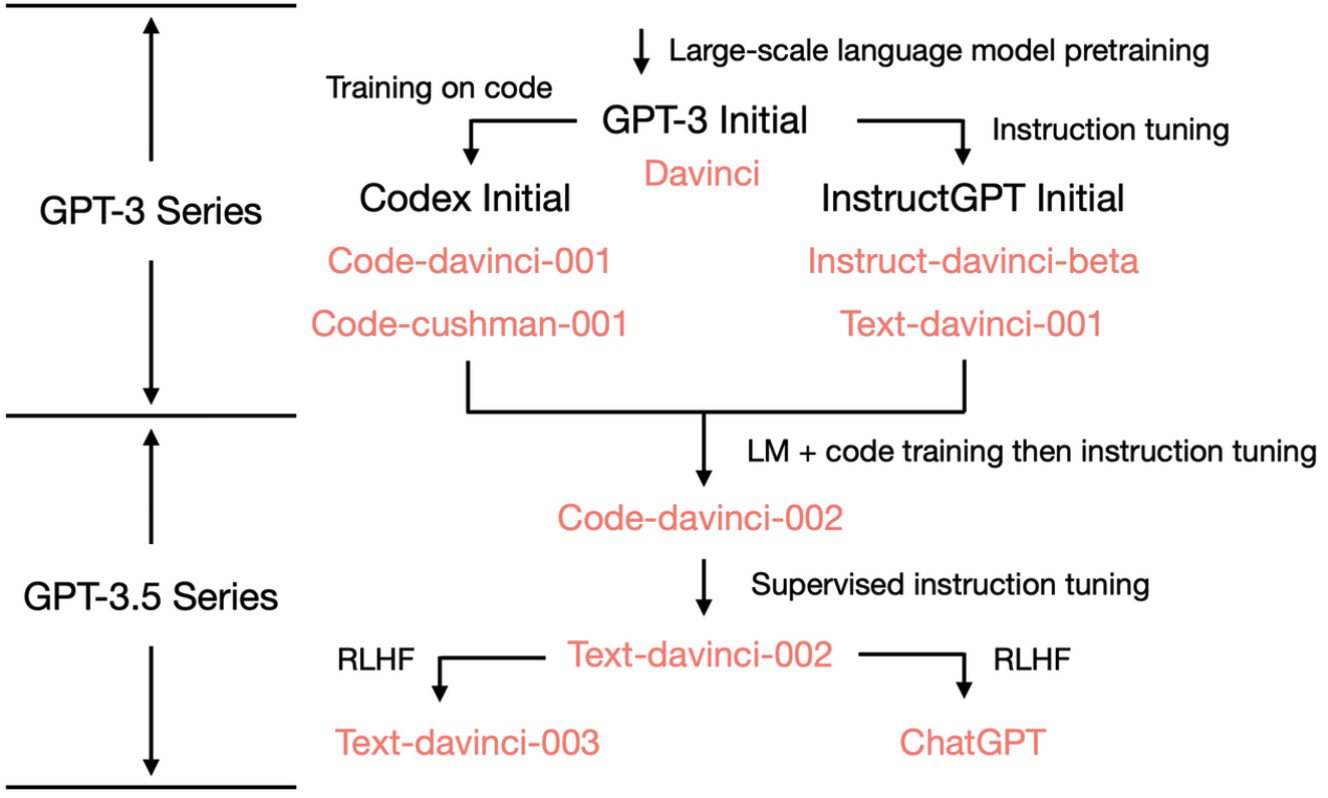 Large-scale language model pretraining
Training on code
GPT-3 Initial
Instruction tuning
Davinci
GPT-3 Series
Codex Initial
InstructGPT Initial
Code-davinci-001
Instruct-davinci-beta
Code-cushman-001
Text-davinci-001
LM + code training then instruction tuning
Code-davinci-002
GPT-3.5 Series
Supervised instruction tuning
RLHF
Text-davinci-002
RLHF
Text-davinci-003
ChatGPT